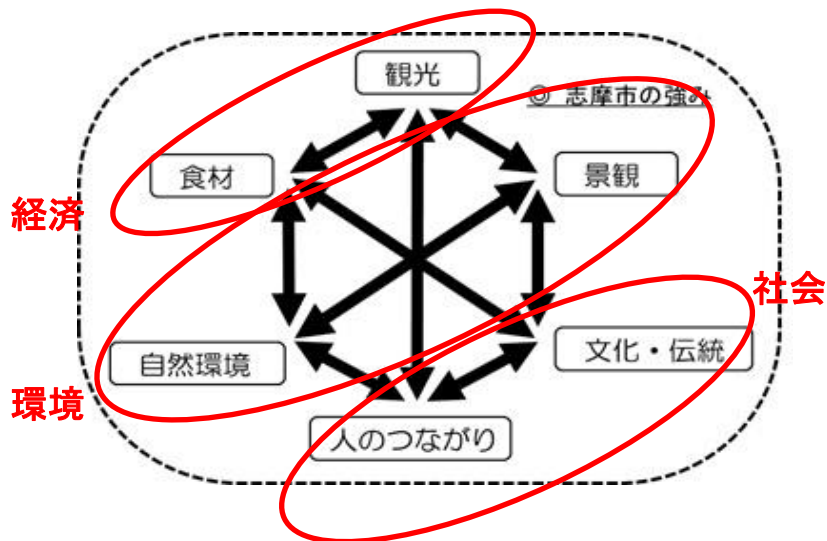 観光
◎ 志摩市の強み
食材
景観
経済
社会
自然環境
文化・伝統
環境
人のつながり